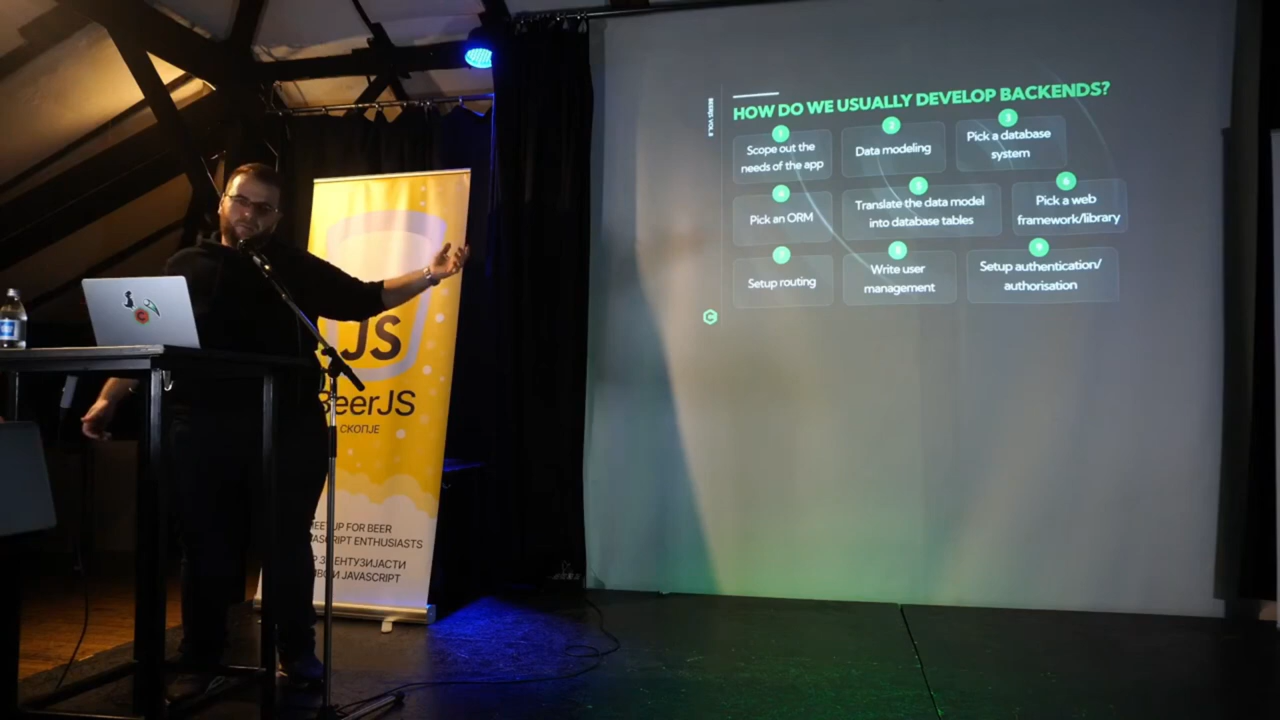 BEERJS VOL.8
HOW DO WE USUALLY DEVELOP BACKENDS?
1
Scope out the
needs of the app
2
Data modeling
3
Pick a database
system
4
Pick an ORM
5
Translate the data model
into database tables
6
Pick a web
framework/library
7
Setup routing
8
Write user
management
9
Setup authentication/
authorisation
JS
BeerJS
СКОПЈЕ
MEETUP FOR BEER
JAVASCRIPT ENTHUSIASTS
ЕНТУЗИЈАСТИ
JAVASCRIPT